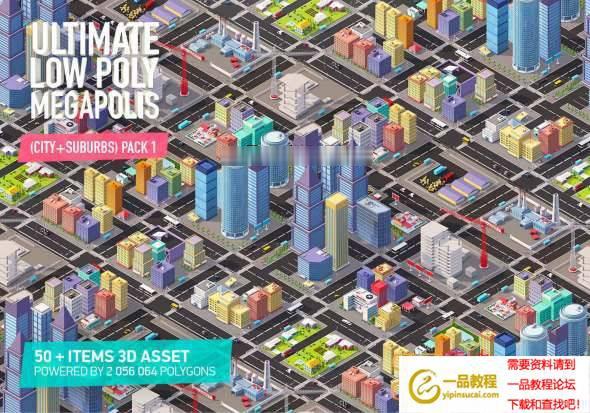 ULTIMATE
LOW POLY
MEGAPOLIS
(CITY+SUBURBS) PACK 1
50 + ITEMS 3D ASSET
POWERED BY 2 056 064 POLYGONS
一品教程
yipinsucai.com
需要资料请到
一品教程论坛
下载和查找吧!